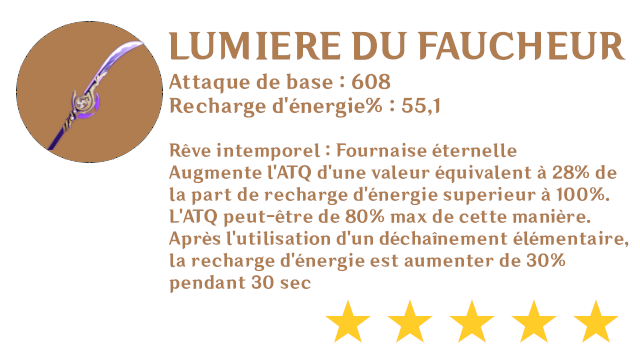 LUMIERE DU FAUCHEUR
Attaque de base : 608
Recharge d'énergie% : 55,1
Rêve intemporel : Fournaise éternelle
Augmente l'ATQ d'une valeur équivalent à 28% de
la part de recharge d'énergie superieur à 100%.
L'ATQ peut-être de 80% max de cette manière.
Après l'utilisation d'un déchaînement élémentaire,
la recharge d'énergie est aumenter de 30%
pendant 30 sec